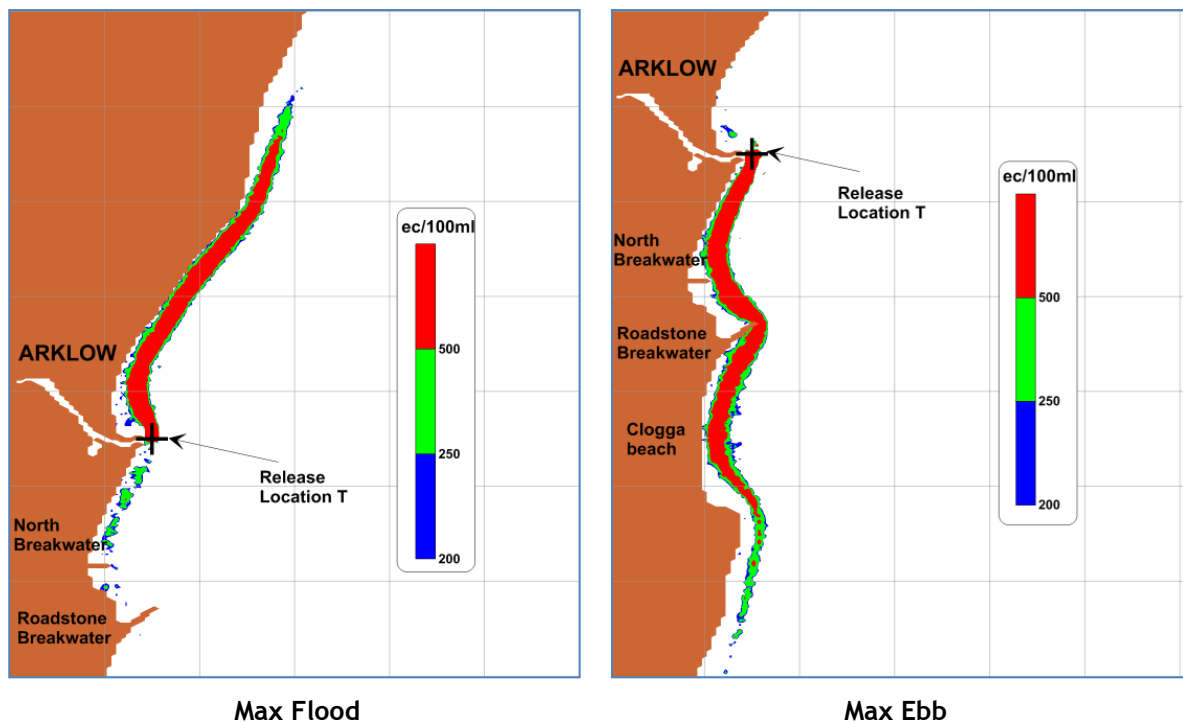 ARKLOW
North
Breakwater
Roadstone
Breakwater
Release
Location T
ec/100ml
500
250
200
Max Flood
ARKLOW
Release
Location T
North
Breakwater
Roadstone
Breakwater
Clogga
beach
ec/100ml
500
250
200
Max Ebb